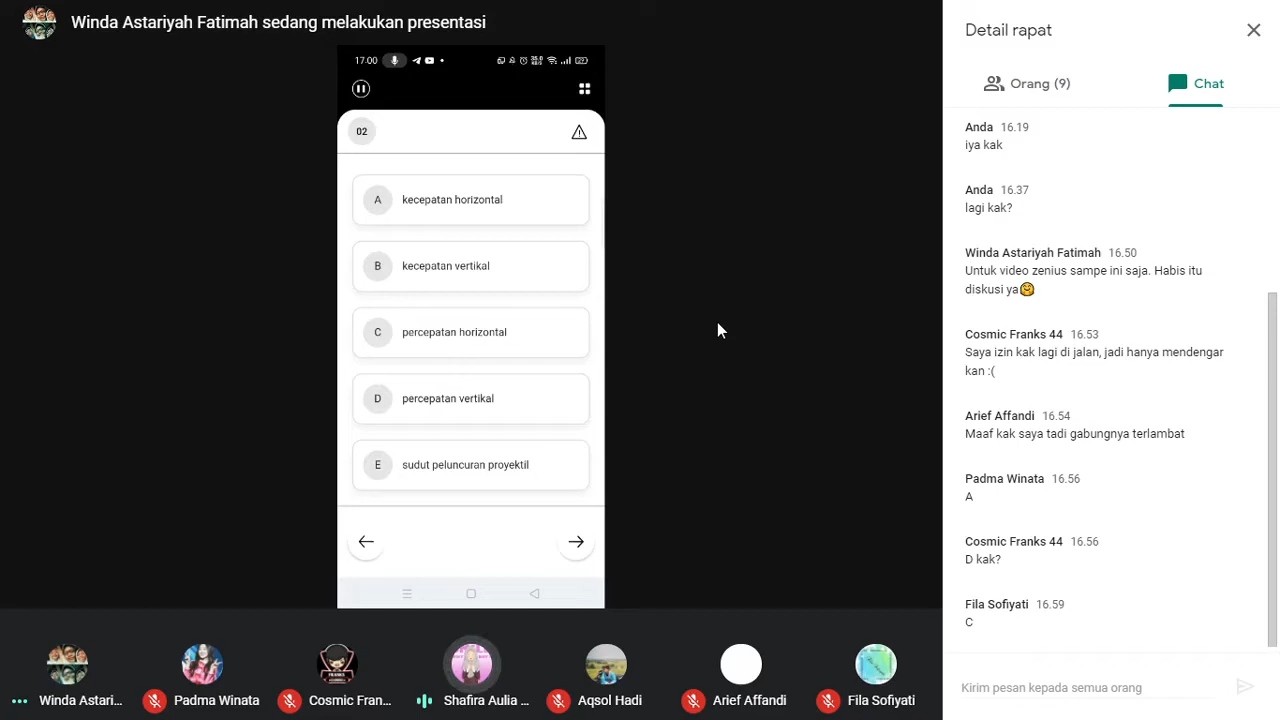 Winda Astariyah Fatimah sedang melakukan presentasi
17.00
02
A kecepatan horizontal
B kecepatan vertikal
C percepatan horizontal
D percepatan vertikal
E sudut peluncuran proyektil
Winda Astari...
Padma Winata
Cosmic Fran...
Shafira Aulia ...
Aqsol Hadi
Arief Affandi
Fila Sofiyati
Detail rapat
Orang (9)
Chat
Anda 16.19
iya kak
Anda 16.37
lagi kak?
Winda Astariyah Fatimah 16.50
Untuk video zenius sampe ini saja. Habis itu
diskusi ya🤗
Cosmic Franks 44 16.53
Saya izin kak lagi di jalan, jadi hanya mendengar
kan :(
Arief Affandi 16.54
Maaf kak saya tadi gabungnya terlambat
Padma Winata 16.56
A
Cosmic Franks 44 16.56
D kak?
Fila Sofiyati 16.59
C
Kirim pesan kepada semua orang